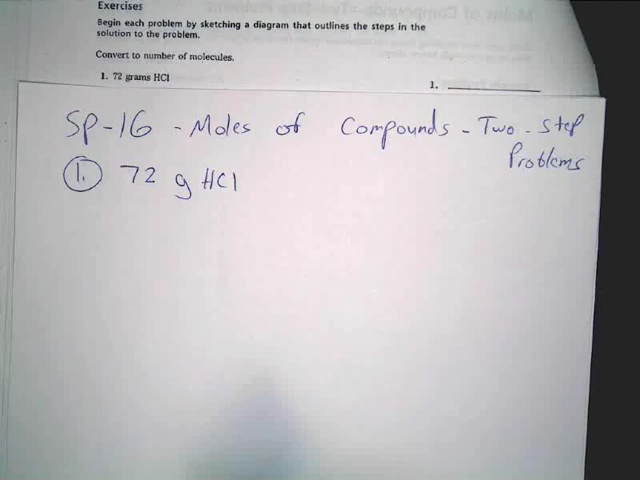 Exercises
Begin each problem by sketching a diagram that outlines the steps in the
solution to the problem.
Convert to number of molecules.
1. 72 grams HCl
1.
SP-16 - Moles of Compounds - Two - Step
Problems
1. 72 g HCl